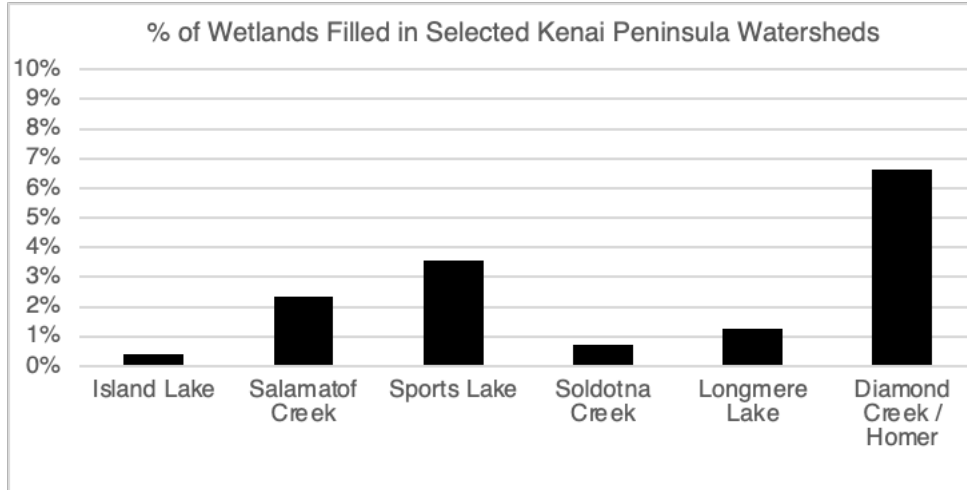 % of Wetlands Filled in Selected Kenai Peninsula Watersheds
10%
9%
8%
7%
6%
5%
4%
3%
2%
1%
0%
Island Lake
Salamatof
Creek
Sports Lake
Soldotna
Creek
Longmere
Lake
Diamond
Creek /
Homer